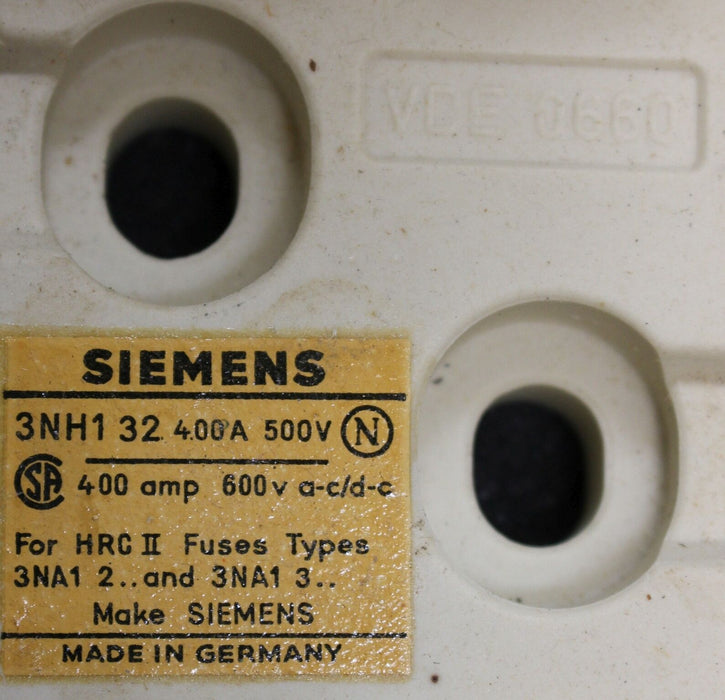 VDE 0660
SIEMENS
3NH1 32 400A 500V N
SA 400 amp 600v a-c/d-c
For HRC II Fuses Types
3NA1 2.. and 3NA1 3..
Make SIEMENS
MADE IN GERMANY